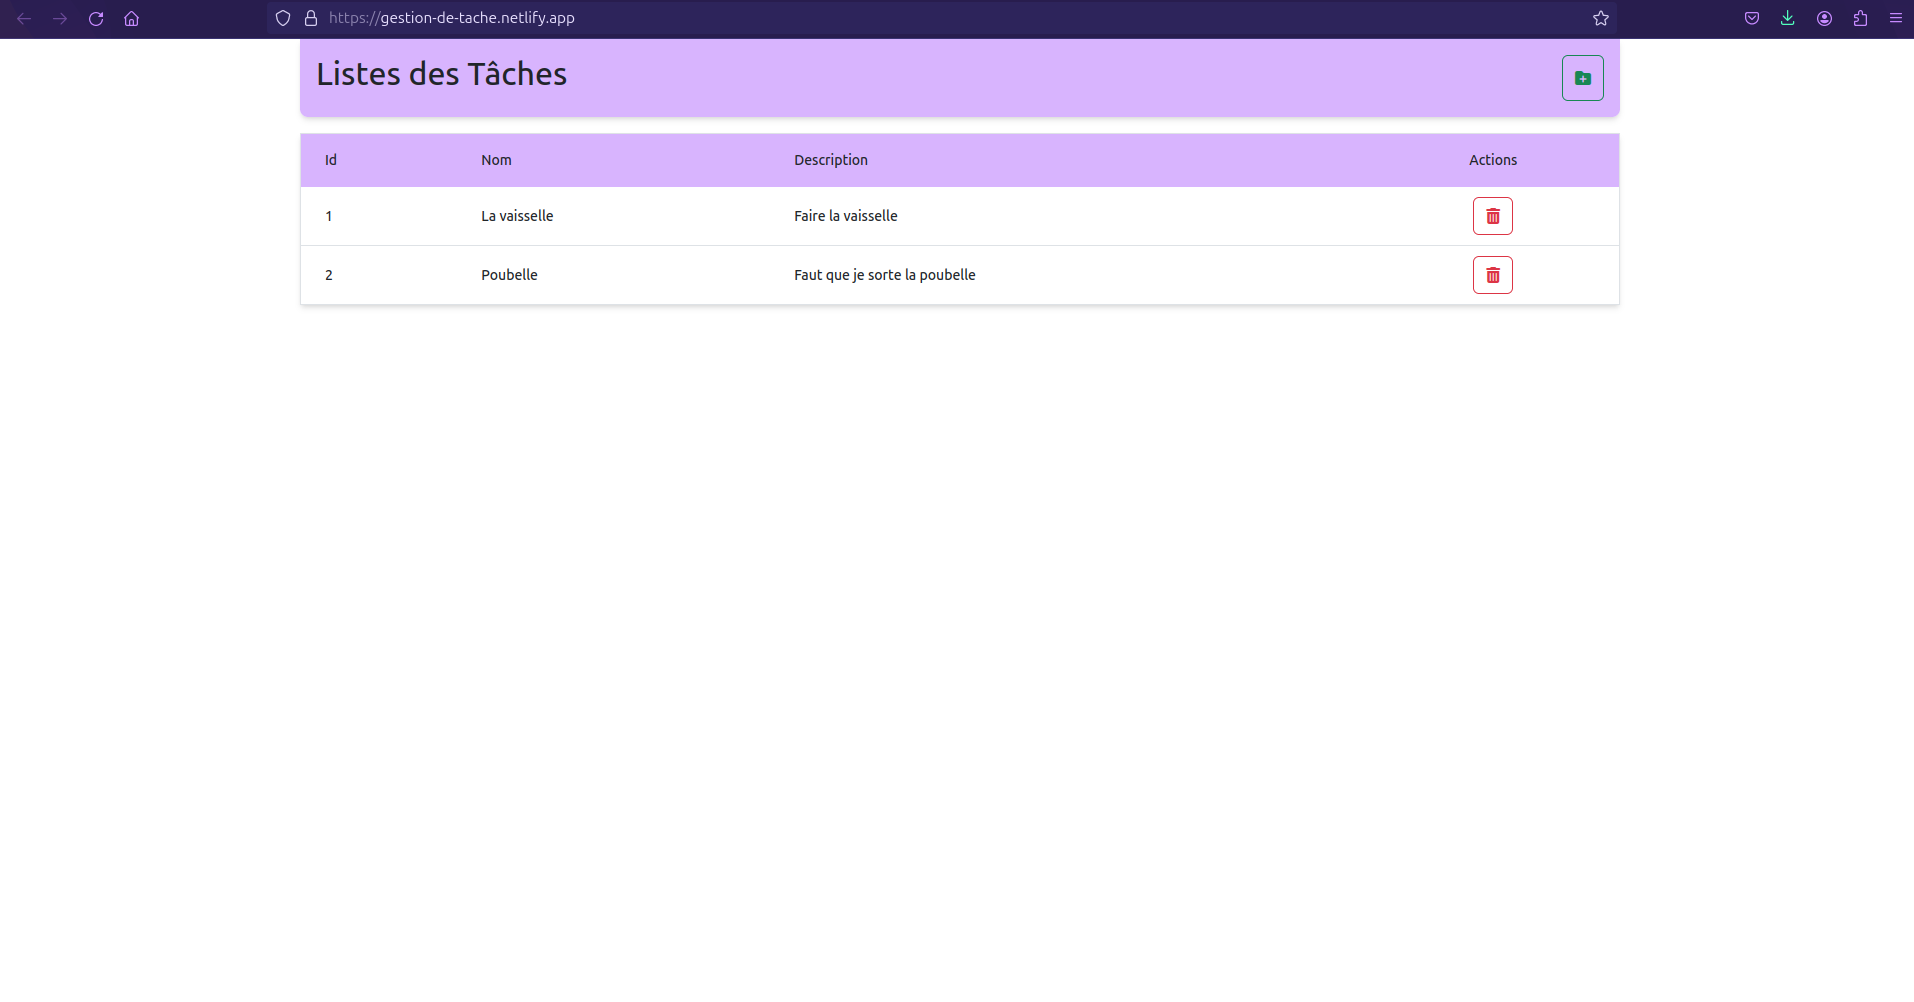 https://gestion-de-tache.netlify.app
Listes des Tâches
Id Nom Description Actions
1 La vaisselle Faire la vaisselle
2 Poubelle Faut que je sorte la poubelle